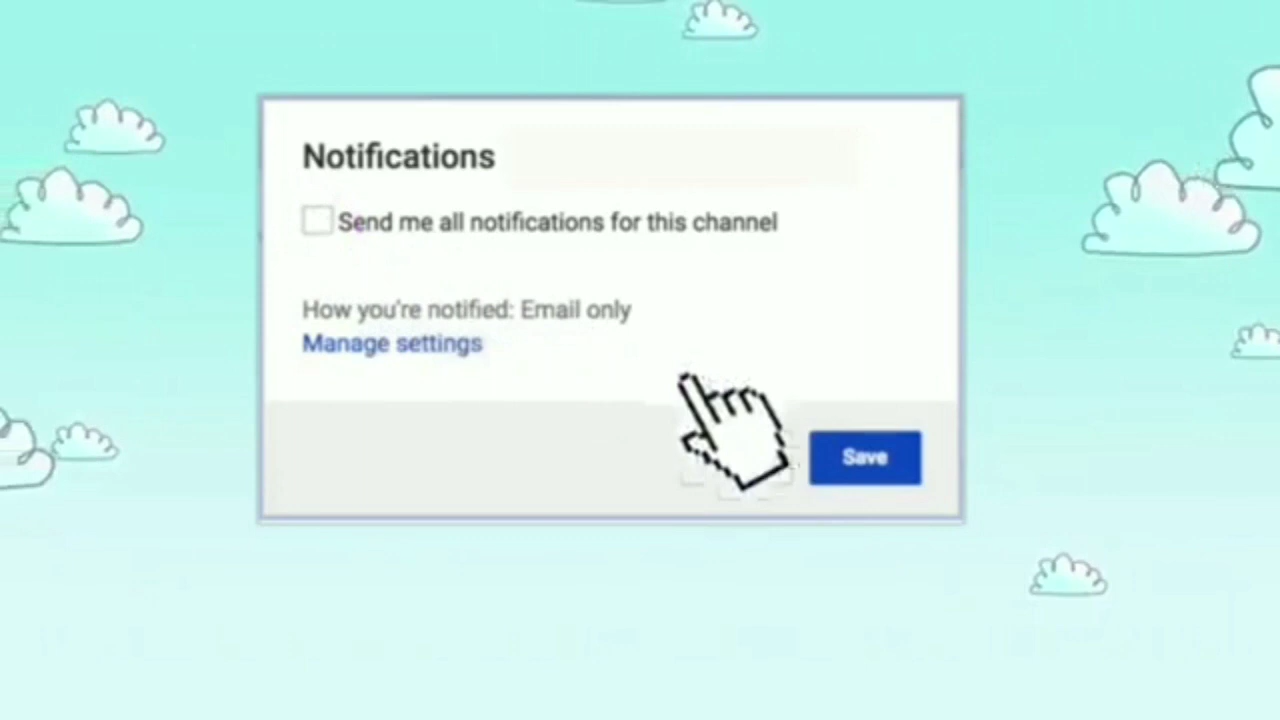 Notifications
Send me all notifications for this channel
How you're notified: Email only
Manage settings
Save